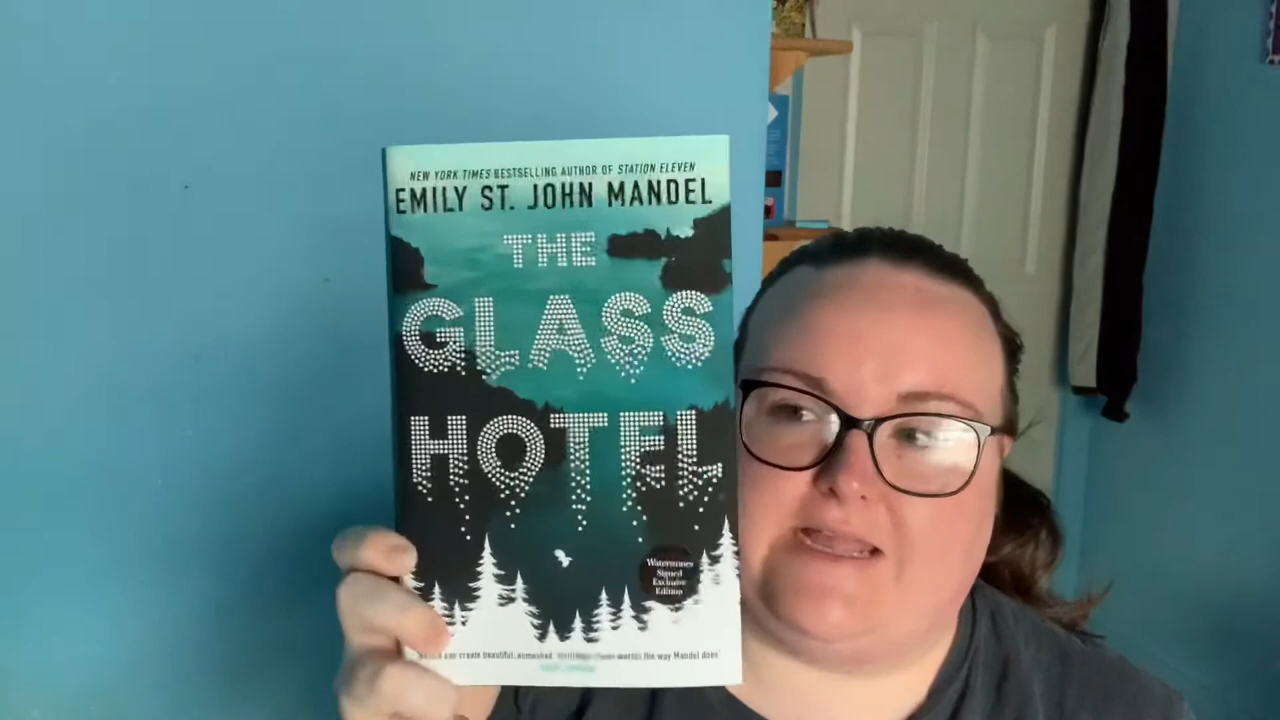 NEW YORK TIMES BESTSELLING AUTHOR OF STATION ELEVEN
EMILY ST. JOHN MANDEL
THE
GLASS
HOTEL
Waterstones
Signed
Exclusive
Edition
can create beautiful, worlds the way Mandel does'